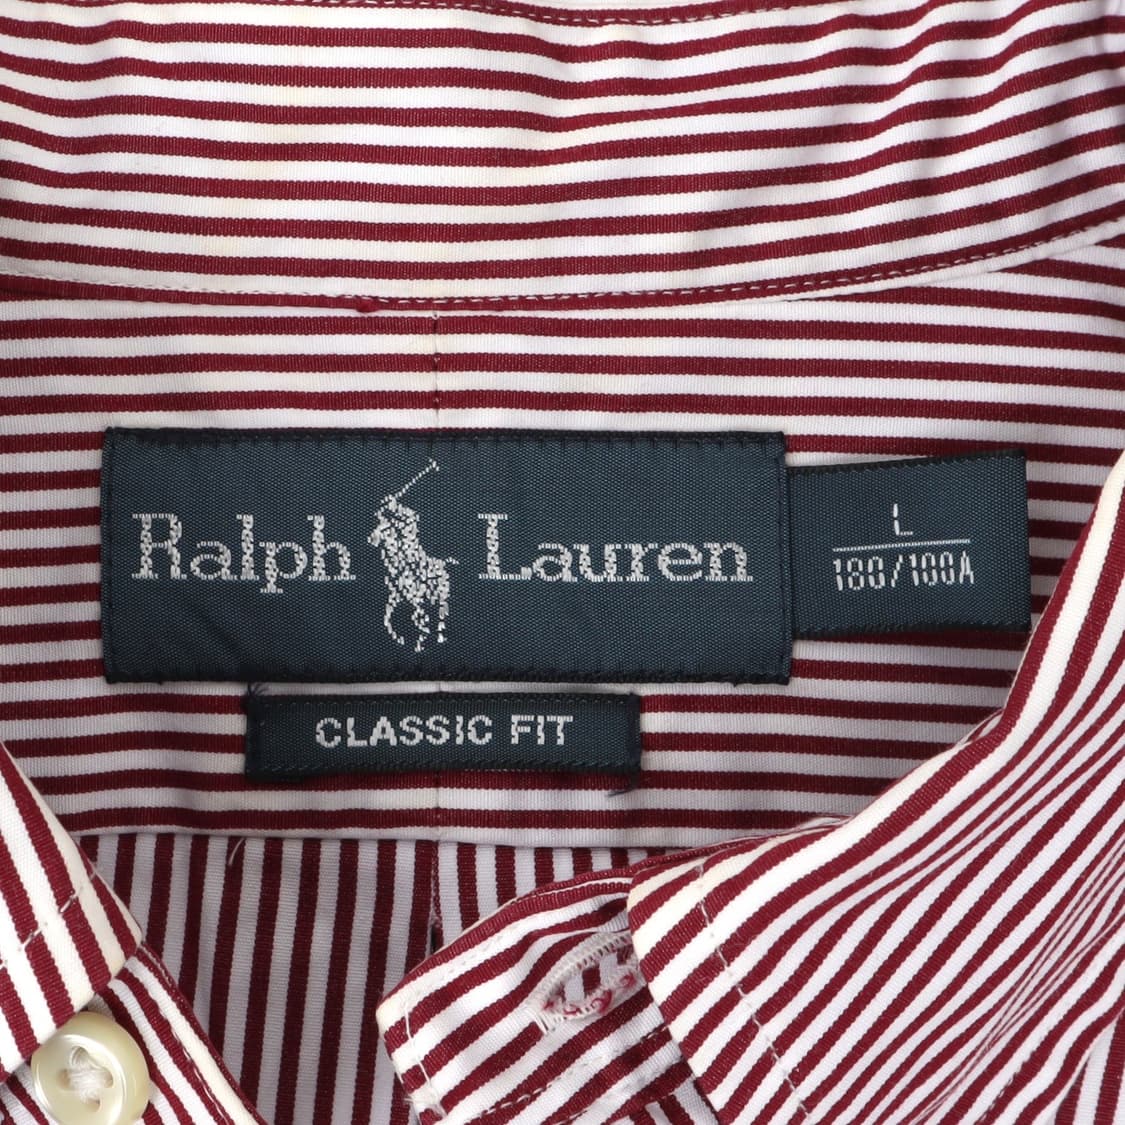 Ralph Lauren
L
180/100A
CLASSIC FIT